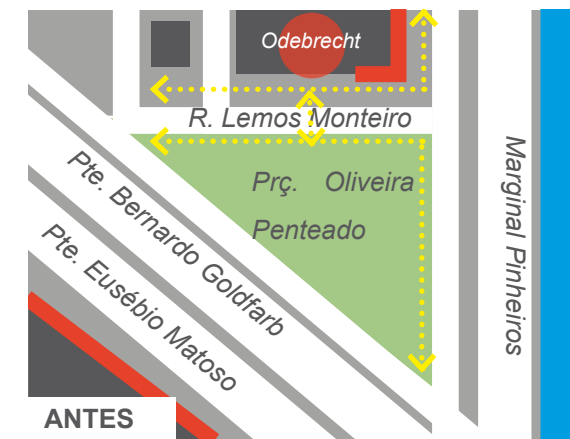 Odebrecht
R. Lemos Monteiro
Prç. Oliveira
Penteado
Pte. Bernardo Goldfarb
Pte. Eusébio Matoso
Marginal Pinheiros
ANTES